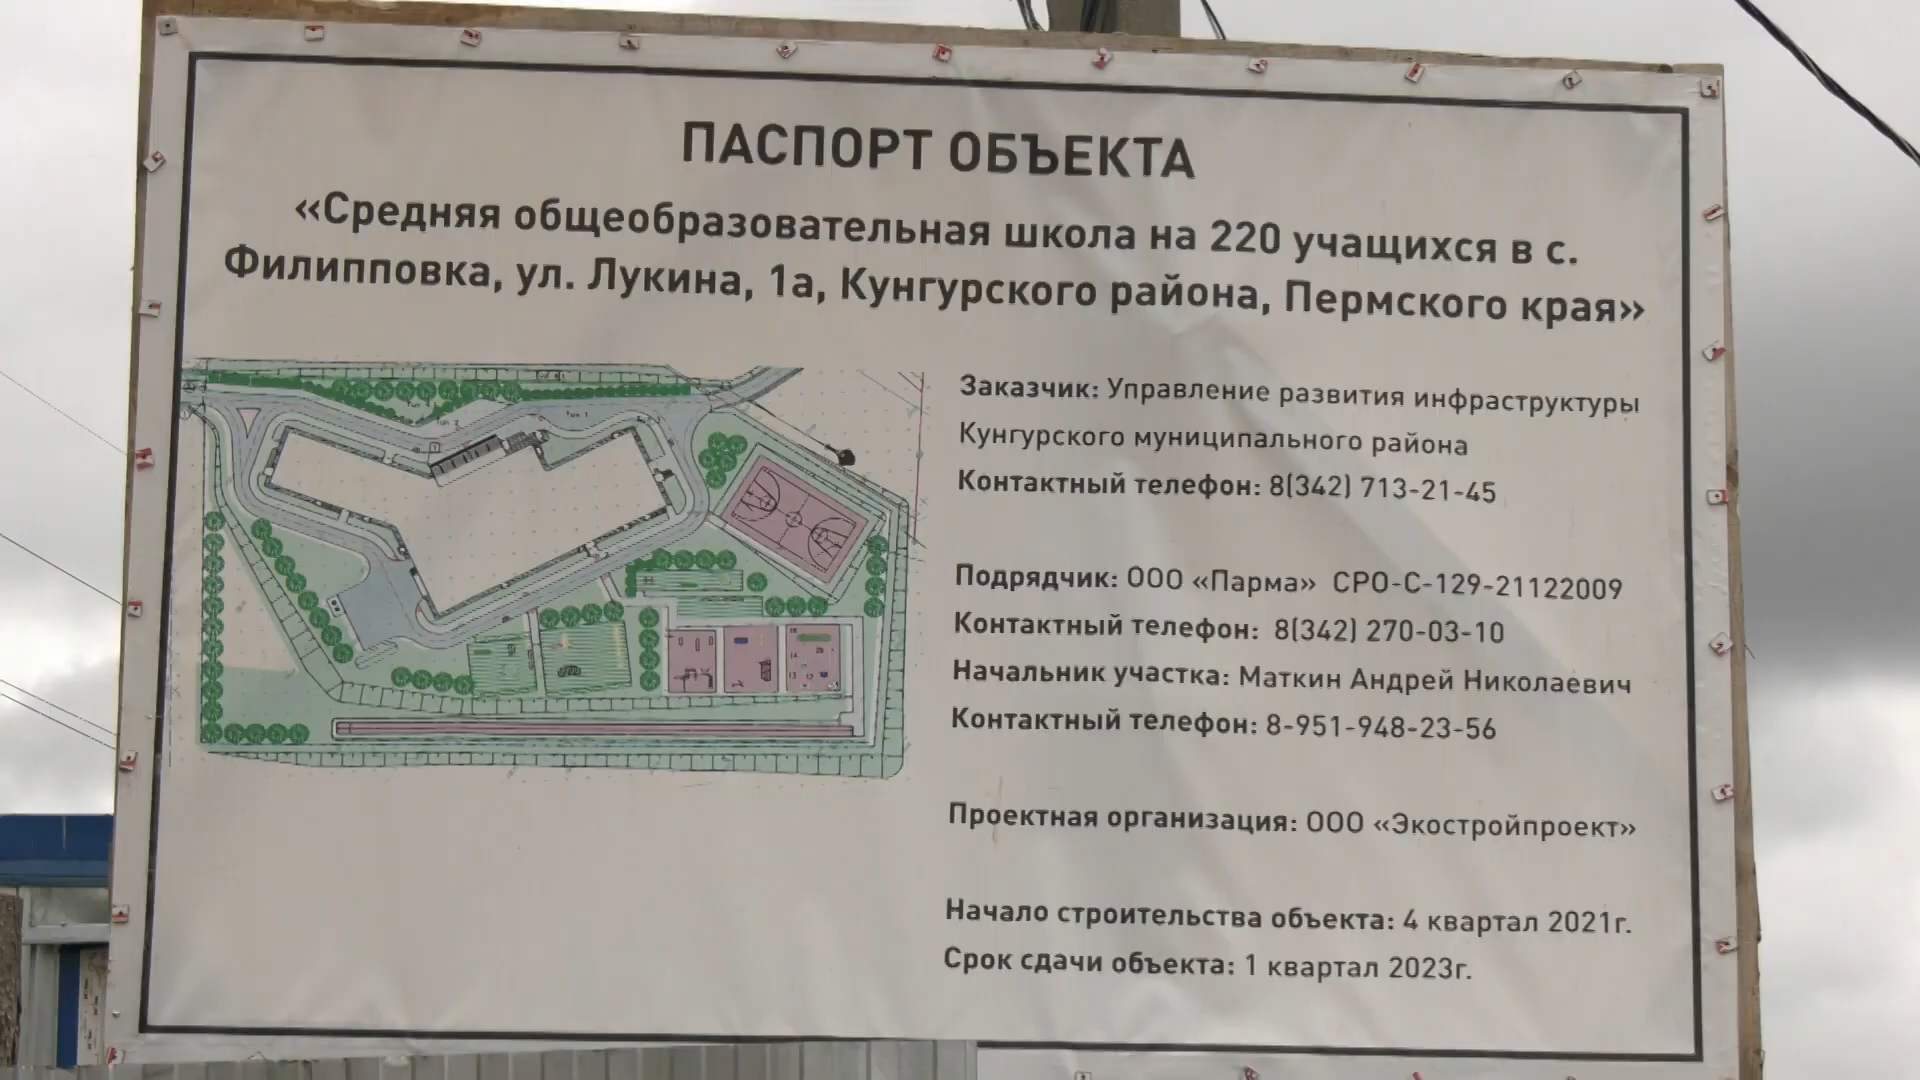 ПАСПОРТ ОБЪЕКТА
«Средняя общеобразовательная школа на 220 учащихся в с.
Филипповка, ул. Лукина, 1а, Кунгурского района, Пермского края»
Заказчик: Управление развития инфраструктуры
Кунгурского муниципального района
Контактный телефон: 8(342) 713-21-45
Подрядчик: ООО «Парма» СРО-С-129-21122009
Контактный телефон: 8(342) 270-03-10
Начальник участка: Маткин Андрей Николаевич
Контактный телефон: 8-951-948-23-56
Проектная организация: ООО «Экостройпроект»
Начало строительства объекта: 4 квартал 2021г.
Срок сдачи объекта: 1 квартал 2023г.